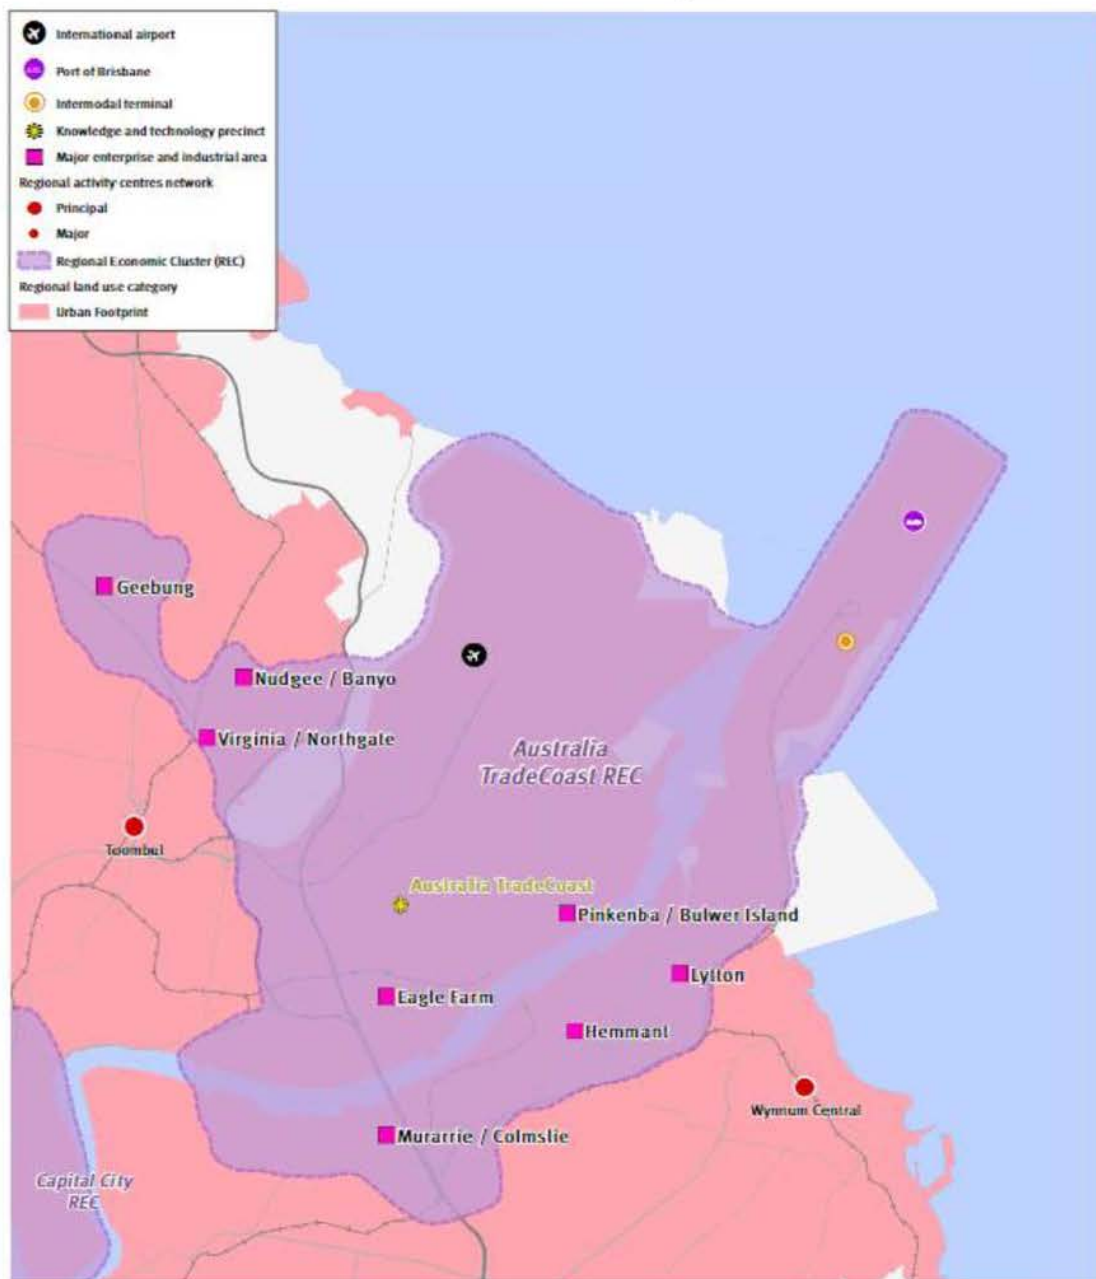 International airport
Port of Brisbane
Intermodal terminal
Knowledge and technology precinct
Major enterprise and industrial area
Regional activity centres network
Principal
Major
Regional Economic Cluster (REC)
Regional land use category
Urban Footprint
Geebung
Nudgee / Banyo
Virginia / Northgate
Australia
TradeCoast REC
Toombul
Australia TradeCoast
Pinkenba / Bulwer Island
Lytton
Eagle Farm
Hemmant
Wynnum Central
Murarrie / Colmslie
Capital City
REC